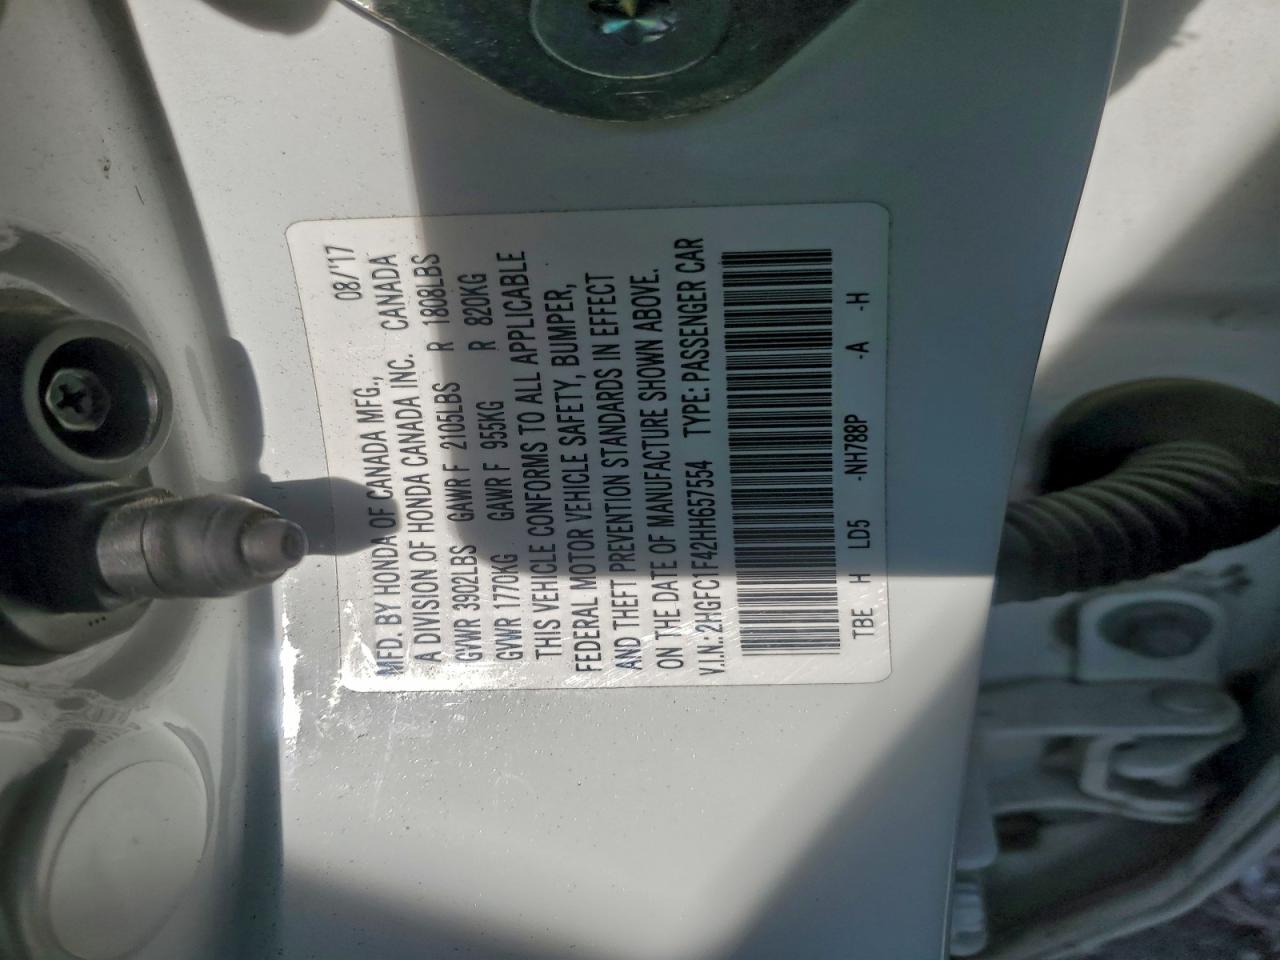 08/'17
MFD. BY HONDA OF CANADA MFG.,
A DIVISION OF HONDA CANADA INC. CANADA
GVWR 3902LBS GAWR F 2105LBS R 1808LBS
GVWR 1770KG GAWR F 955KG R 820KG
THIS VEHICLE CONFORMS TO ALL APPLICABLE
FEDERAL MOTOR VEHICLE SAFETY, BUMPER,
AND THEFT PREVENTION STANDARDS IN EFFECT
ON THE DATE OF MANUFACTURE SHOWN ABOVE.
V.I.N.:2HGFC1F42HH657554 TYPE: PASSENGER CAR
TBE H LD5 -NH788P -A -H